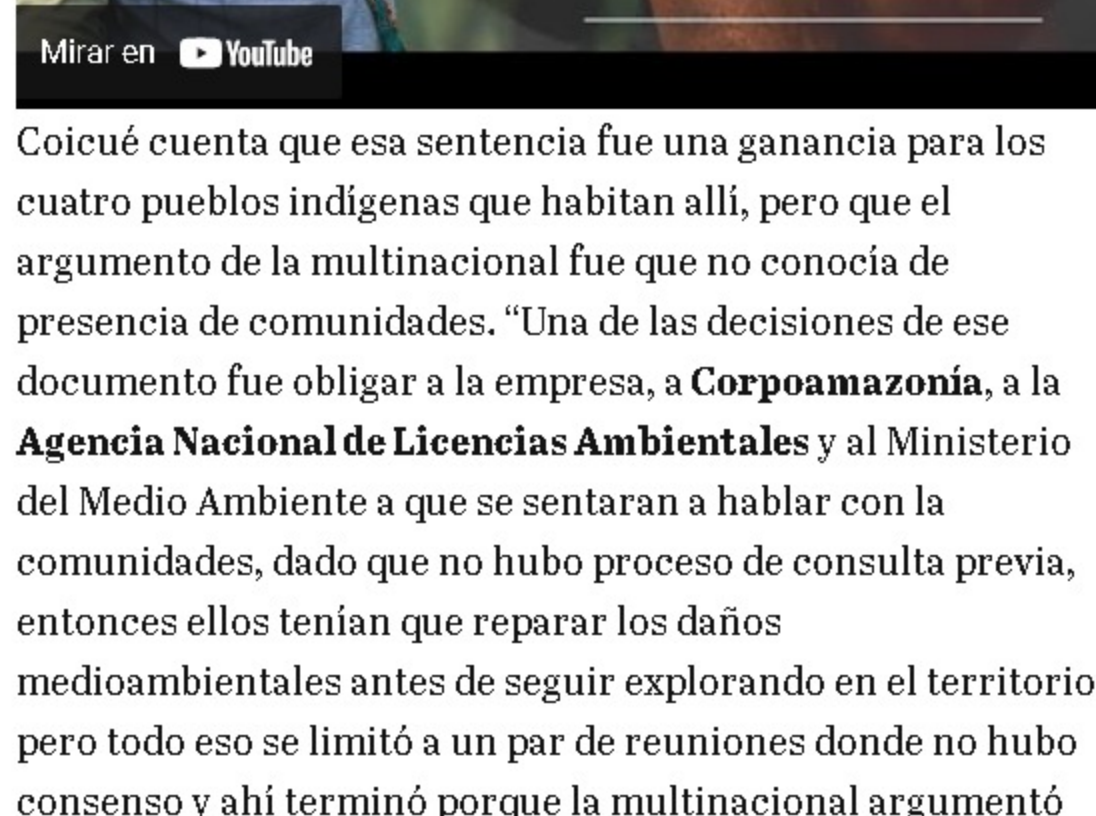 Mirar en YouTube
Coicué cuenta que esa sentencia fue una ganancia para los
cuatro pueblos indígenas que habitan allí, pero que el
argumento de la multinacional fue que no conocía de
presencia de comunidades. “Una de las decisiones de ese
documento fue obligar a la empresa, a Corpoamazonía, a la
Agencia Nacional de Licencias Ambientales y al Ministerio
del Medio Ambiente a que se sentaran a hablar con la
comunidades, dado que no hubo proceso de consulta previa,
entonces ellos tenían que reparar los daños
medioambientales antes de seguir explorando en el territorio
pero todo eso se limitó a un par de reuniones donde no hubo
consenso y ahí terminó porque la multinacional argumentó